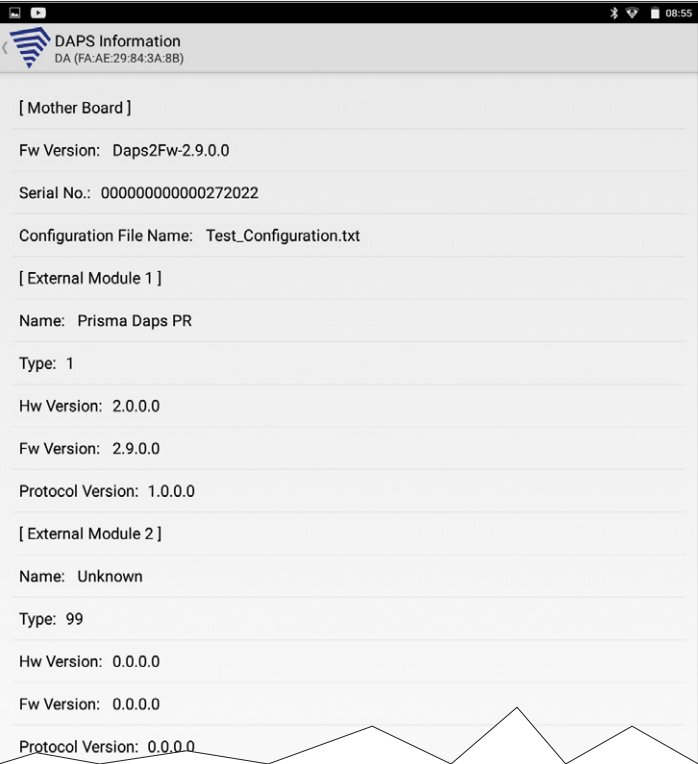 08:55
DAPS Information
DA (FA:AE:29:84:3A:8B)
[ Mother Board ]
Fw Version: Daps2Fw-2.9.0.0
Serial No.: 000000000000272022
Configuration File Name: Test_Configuration.txt
[ External Module 1 ]
Name: Prisma Daps PR
Type: 1
Hw Version: 2.0.0.0
Fw Version: 2.9.0.0
Protocol Version: 1.0.0.0
[ External Module 2 ]
Name: Unknown
Type: 99
Hw Version: 0.0.0.0
Fw Version: 0.0.0.0
Protocol Version: 0.0.0.0